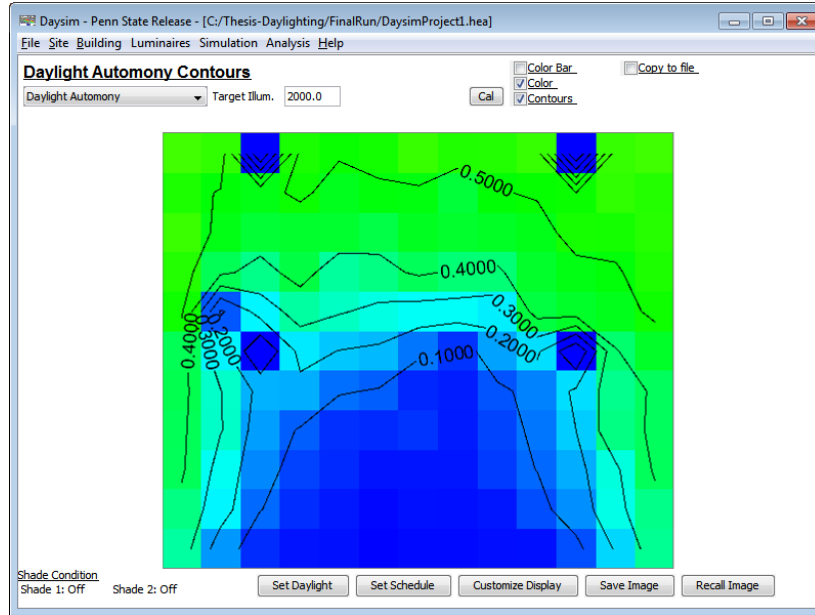 Daysim - Penn State Release - [C:/Thesis-Daylighting/FinalRun/DaysimProject1.hea]
File Site Building Luminaires Simulation Analysis Help
Daylight Automony Contours
Color Bar
Copy to file
Color
Contours
Daylight Automony
Target Illum. 2000.0
Cal
0.5000
0.4000
0.3000
0.2000
0.1000
0.4000
0.3000
0.2000
Shade Condition
Shade 1: Off Shade 2: Off
Set Daylight Set Schedule Customize Display Save Image Recall Image